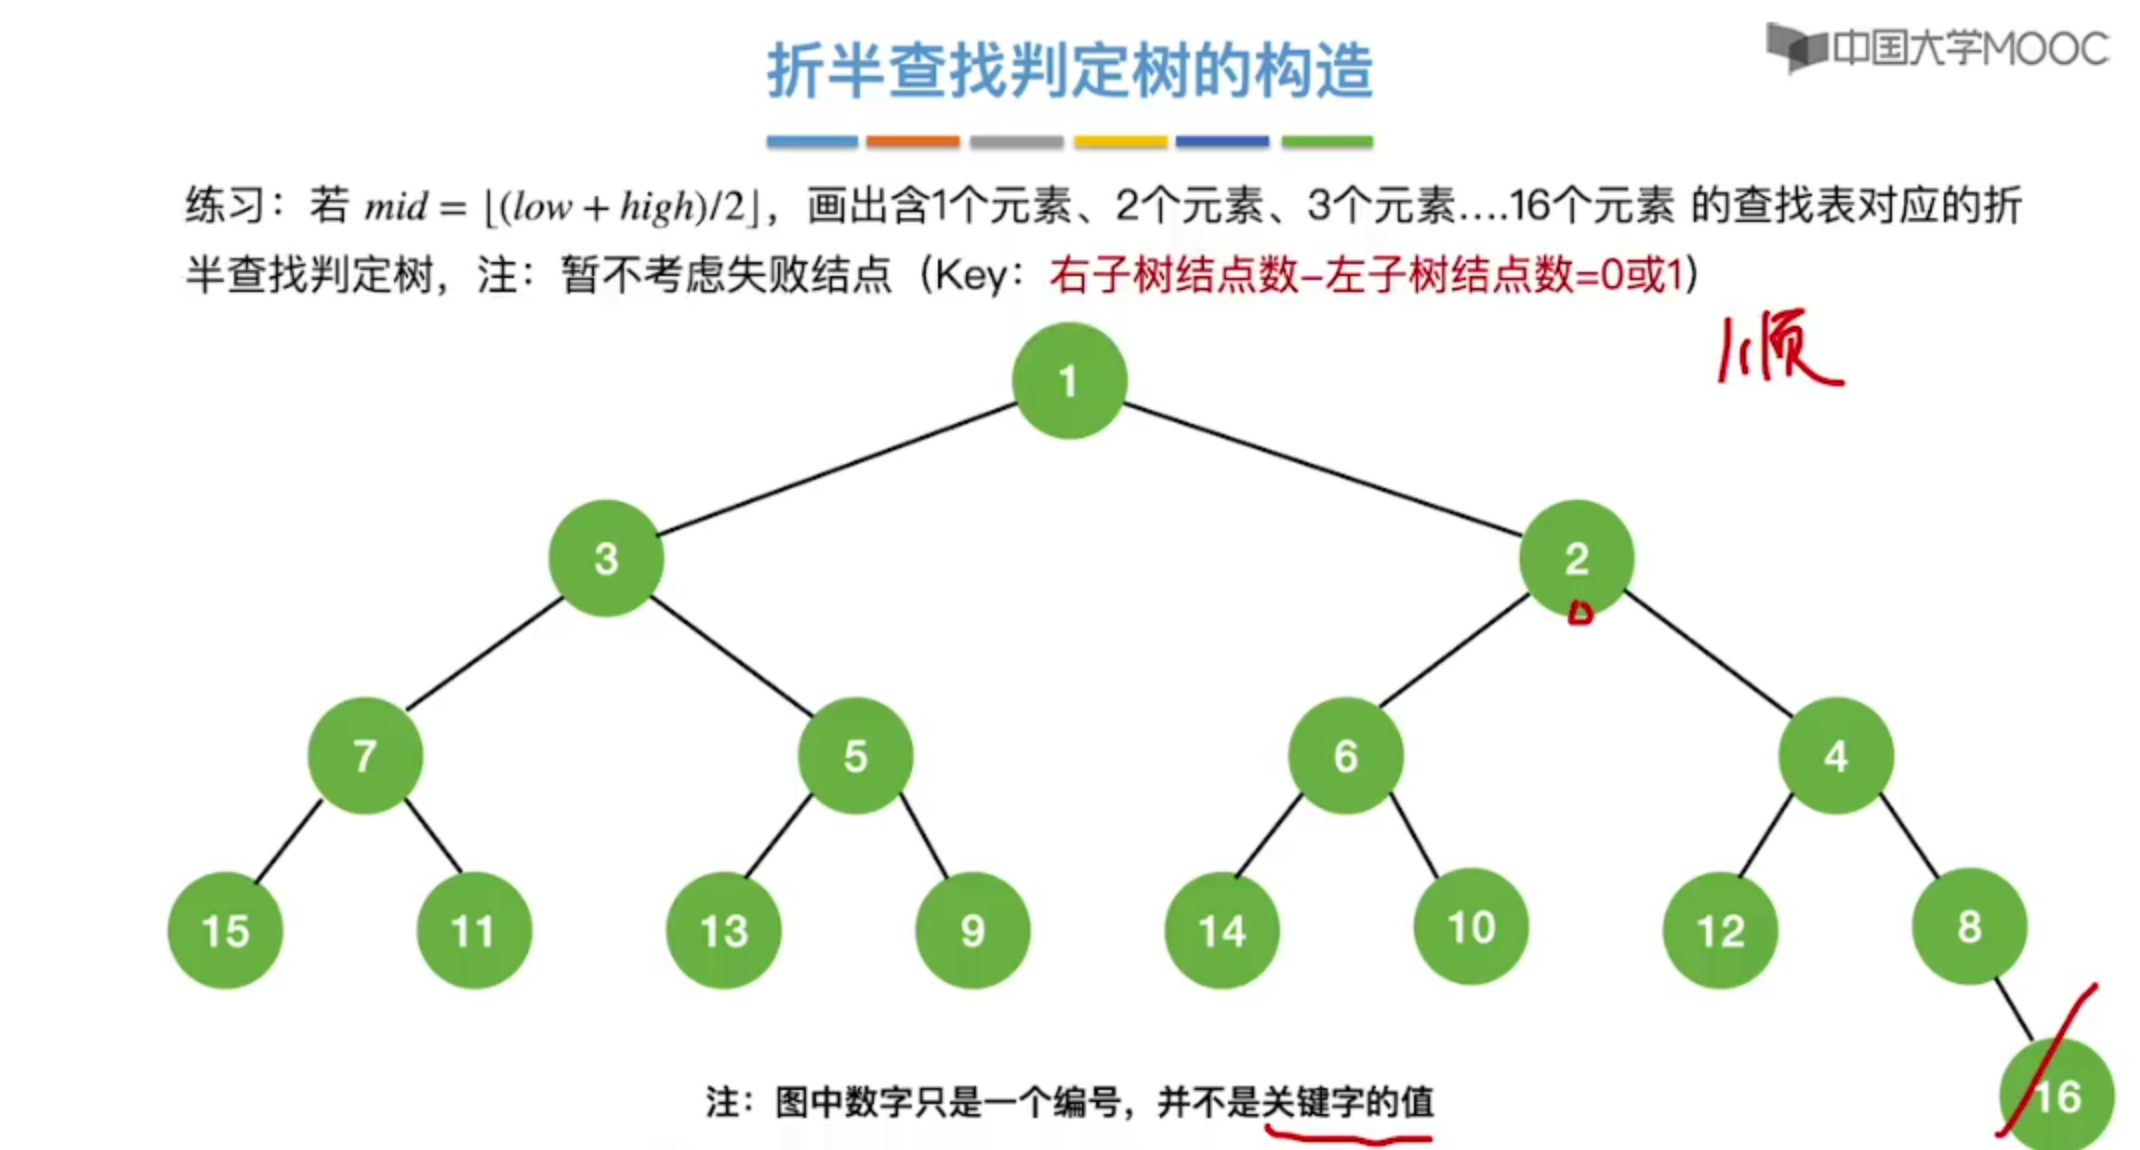 中国大学MOOC
折半查找判定树的构造
练习：若 mid = ⌊(low + high)/2⌋，画出含1个元素、2个元素、3个元素....16个元素 的查找表对应的折
半查找判定树，注：暂不考虑失败结点（Key：右子树结点数–左子树结点数=0或1）
顺
1
3 2
7 5 6 4
15 11 13 9 14 10 12 8
16
注：图中数字只是一个编号，并不是关键字的值